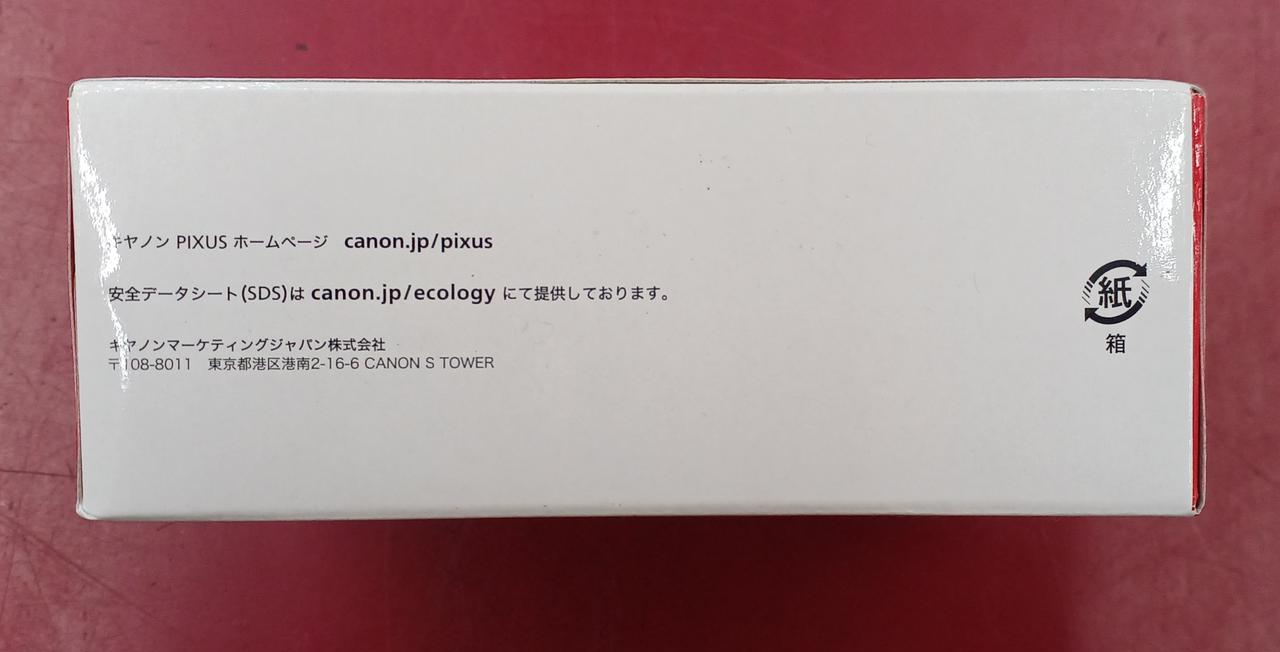 キヤノン PIXUS ホームページ canon.jp/pixus
安全データシート(SDS)は canon.jp/ecology にて提供しております。
キヤノンマーケティングジャパン株式会社
〒108-8011 東京都港区港南2-16-6 CANON S TOWER
紙
箱